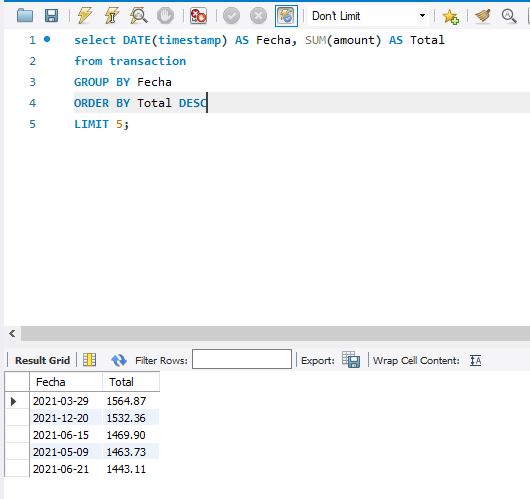 Don't Limit
1 select DATE(timestamp) AS Fecha, SUM(amount) AS Total
2 from transaction
3 GROUP BY Fecha
4 ORDER BY Total DESC
5 LIMIT 5;
Result Grid Filter Rows: Export: Wrap Cell Content: IA
Fecha Total
2021-03-29 1564.87
2021-12-20 1532.36
2021-06-15 1469.90
2021-05-09 1463.73
2021-06-21 1443.11